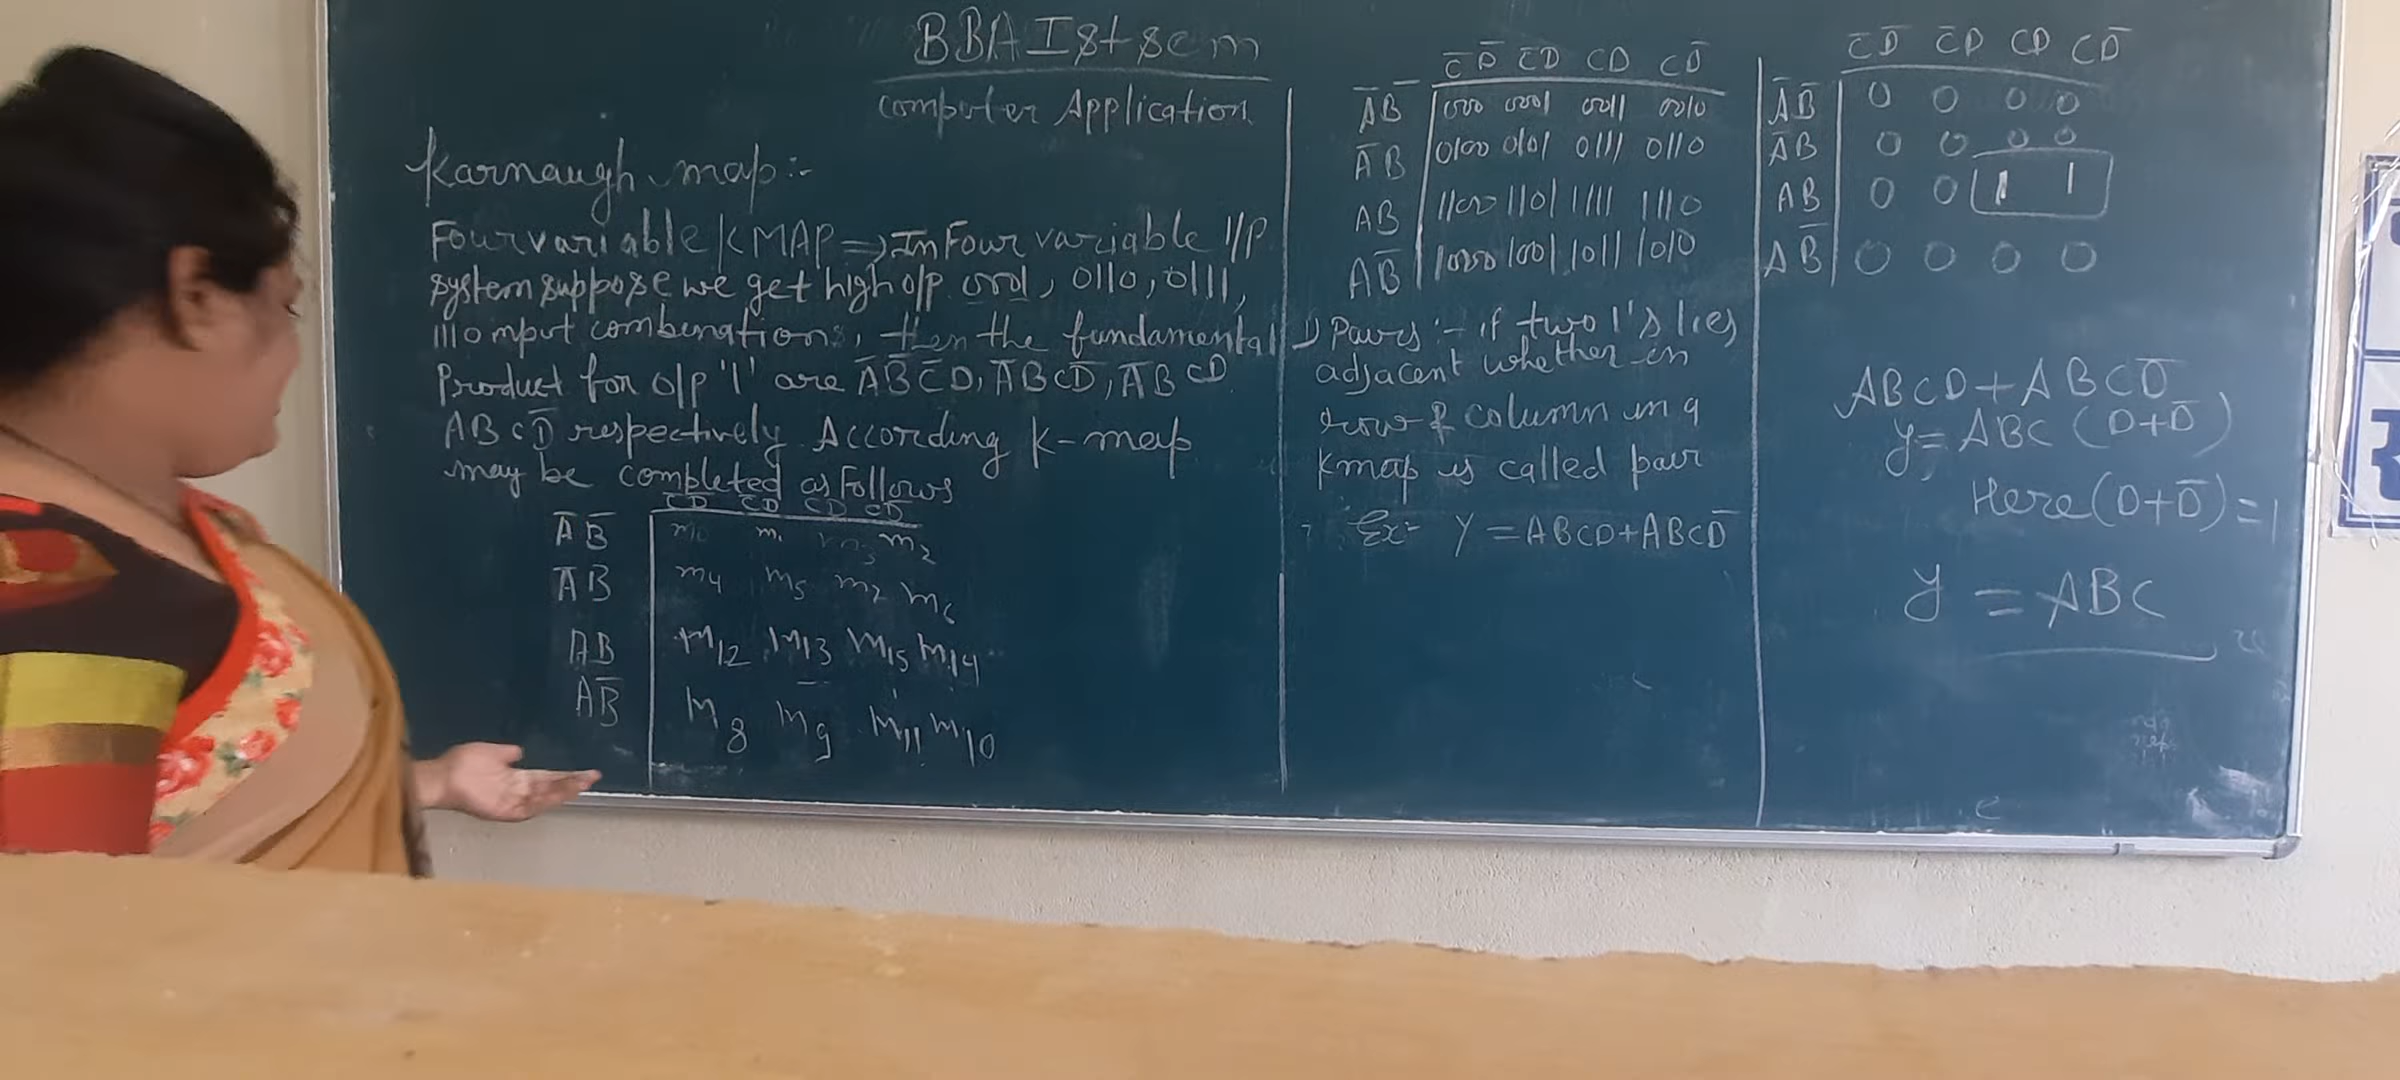 BBA Ist sem
Computer Application
Karnaugh map:-
Four variable K MAP => In Four variable I/P
system suppose we get high o/p 0001, 0110, 0111,
1110 input combinations, then the fundamental
Product for o/p '1' are A̅B̅C̅D, A̅BCD̅, A̅BCD
ABCD̅ respectively. According K-map
may be completed as Follows
C̅D̅ C̅D CD CD̅
A̅B̅ m0 m1 m3 m2
A̅B m4 m5 m7 m6
AB m12 m13 m15 m14
AB̅ m8 m9 m11 m10
C̅D̅ C̅D CD CD̅
A̅B̅ 0000 0001 0011 0010
A̅B 0100 0101 0111 0110
AB 1100 1101 1111 1110
AB̅ 1000 1001 1011 1010
1) Pairs :- if two 1's lies
adjacent whether in
row & column in a
kmap is called pair
Ex:- Y = ABCD + ABCD̅
C̅D̅ C̅D CD CD̅
A̅B̅ 0 0 0 0
A̅B 0 0 0 0
AB 0 0 1 1
AB̅ 0 0 0 0
ABCD + ABCD̅
y = ABC (D+D̅)
Here (D+D̅) = 1
y = ABC